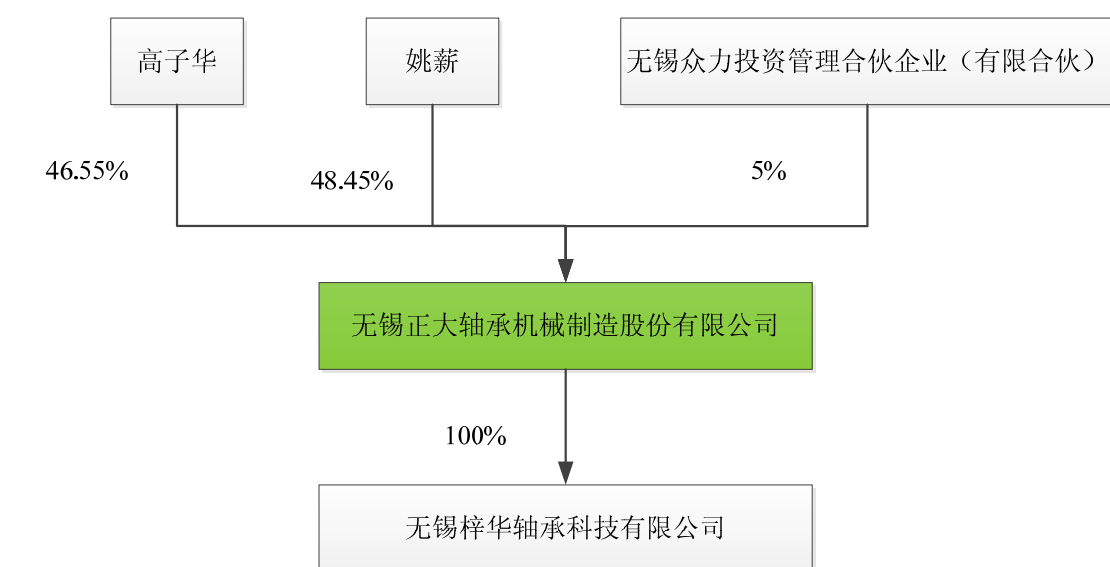 高子华
姚薪
无锡众力投资管理合伙企业（有限合伙）
46.55%
48.45%
5%
无锡正大轴承机械制造股份有限公司
100%
无锡梓华轴承科技有限公司